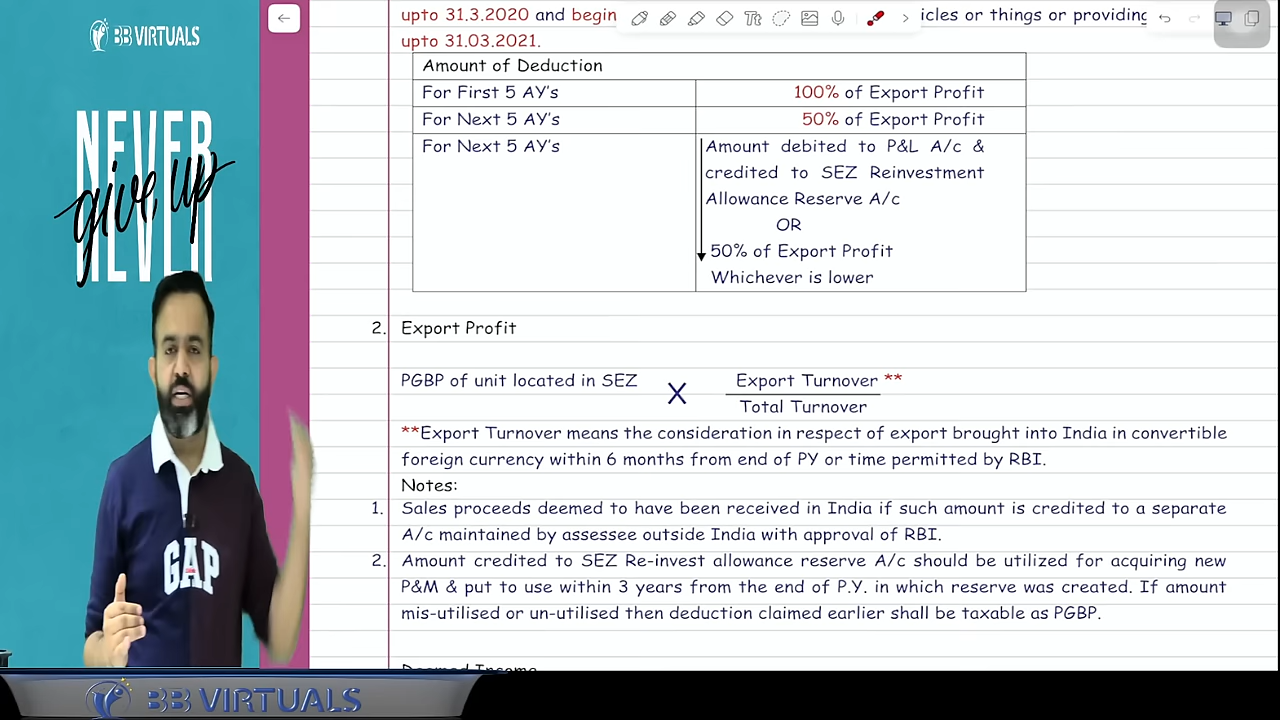 BB VIRTUALS
NEVER
give up
NEVER
GAP
upto 31.3.2020 and begin
icles or things or providing
upto 31.03.2021.
Amount of Deduction
For First 5 AY's 100% of Export Profit
For Next 5 AY's 50% of Export Profit
For Next 5 AY's Amount debited to P&L A/c &
credited to SEZ Reinvestment
Allowance Reserve A/c
OR
50% of Export Profit
Whichever is lower
2. Export Profit
PGBP of unit located in SEZ X Export Turnover **
Total Turnover
**Export Turnover means the consideration in respect of export brought into India in convertible
foreign currency within 6 months from end of PY or time permitted by RBI.
Notes:
1. Sales proceeds deemed to have been received in India if such amount is credited to a separate
A/c maintained by assessee outside India with approval of RBI.
2. Amount credited to SEZ Re-invest allowance reserve A/c should be utilized for acquiring new
P&M & put to use within 3 years from the end of P.Y. in which reserve was created. If amount
mis-utilised or un-utilised then deduction claimed earlier shall be taxable as PGBP.
Deemed Income
BB VIRTUALS